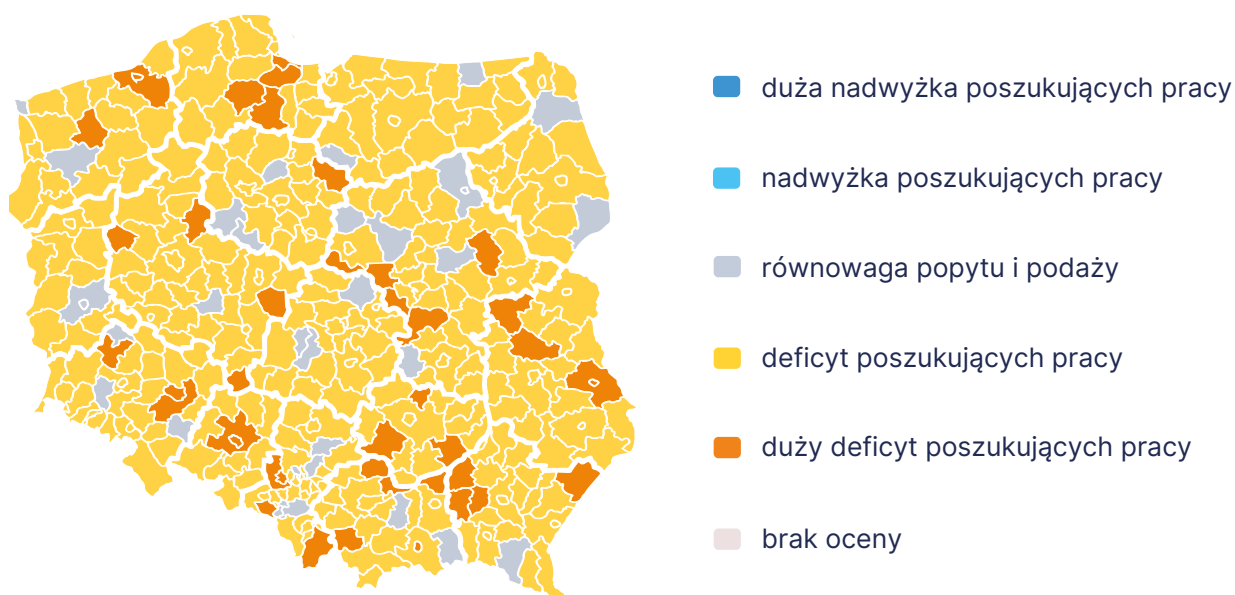 duża nadwyżka poszukujących pracy
nadwyżka poszukujących pracy
równowaga popytu i podaży
deficyt poszukujących pracy
duży deficyt poszukujących pracy
brak oceny